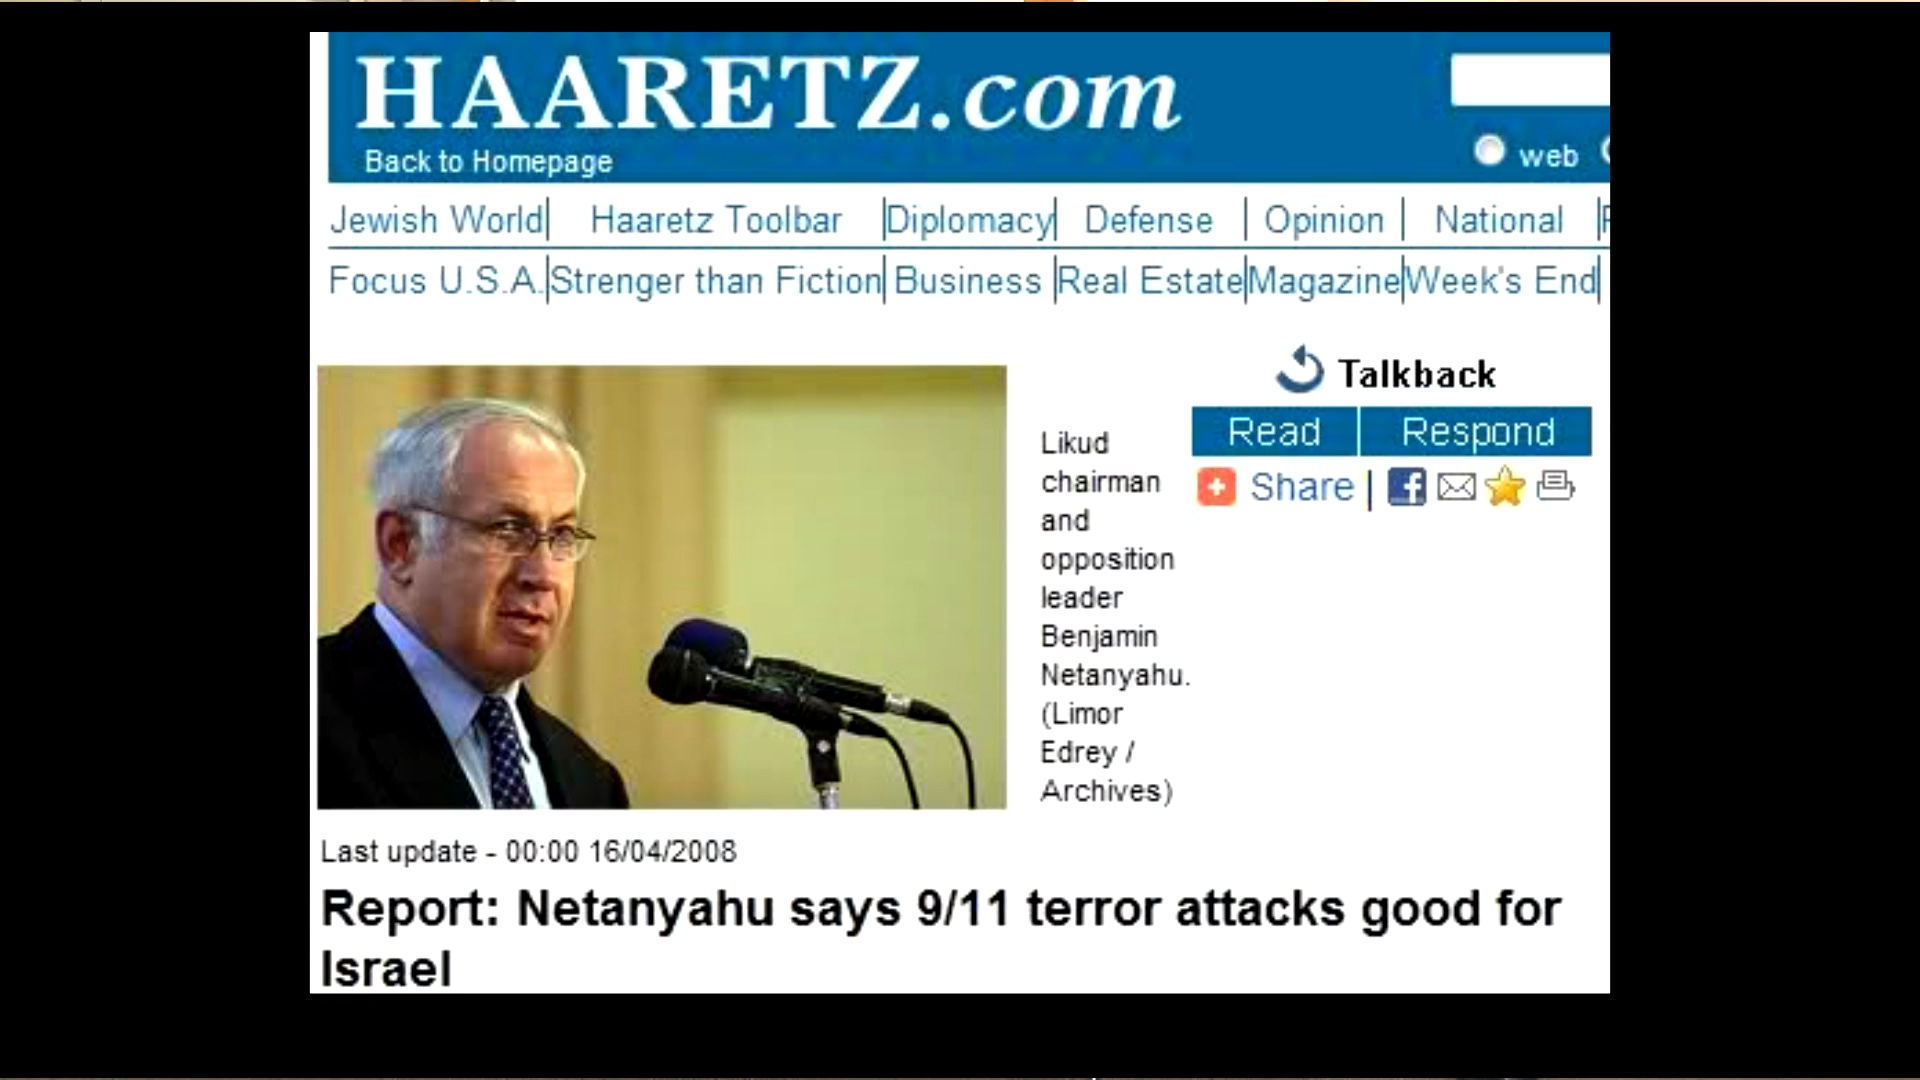 HAARETZ.com
Back to Homepage
web
Jewish World
Haaretz Toolbar
Diplomacy
Defense
Opinion
National
Focus U.S.A.
Strenger than Fiction
Business
Real Estate
Magazine
Week's End
Talkback
Read
Respond
Share
Likud
chairman
and
opposition
leader
Benjamin
Netanyahu.
(Limor
Edrey /
Archives)
Last update - 00:00 16/04/2008
Report: Netanyahu says 9/11 terror attacks good for
Israel